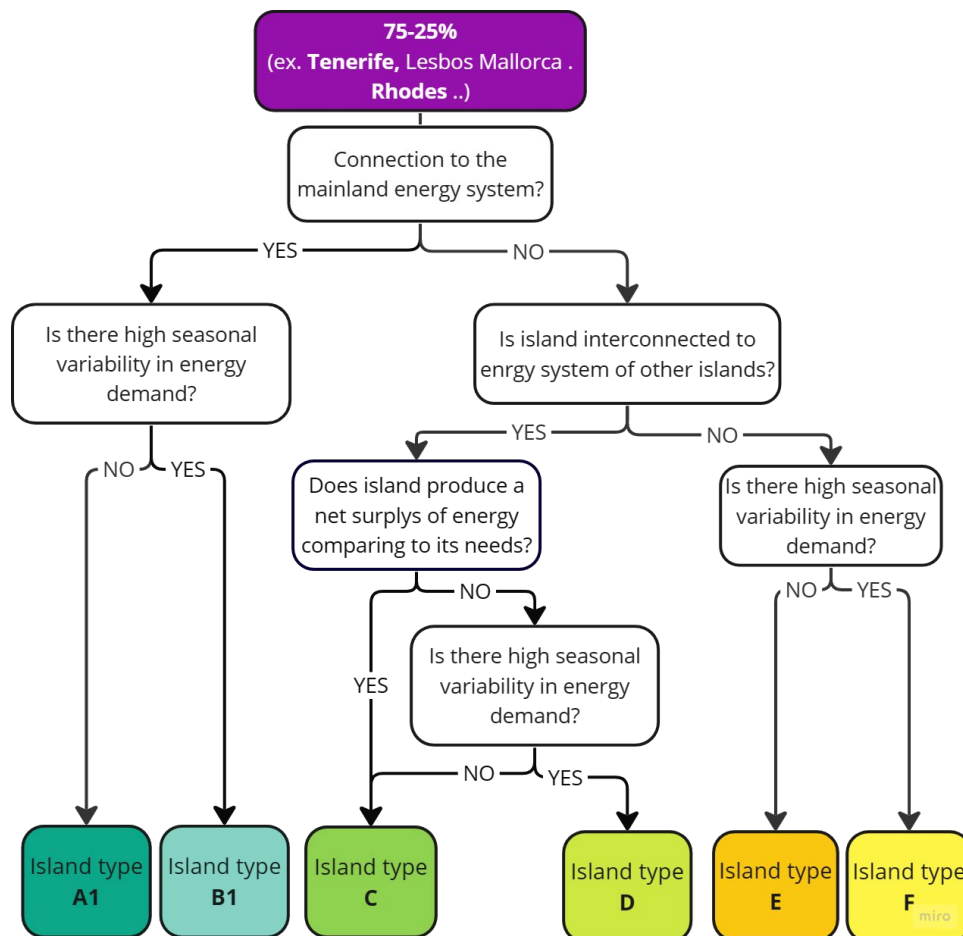 75-25%
(ex. Tenerife, Lesbos Mallorca .
Rhodes ..)
Connection to the
mainland energy system?
YES
NO
Is there high seasonal
variability in energy
demand?
Is island interconnected to
enrgy system of other islands?
NO
YES
YES
NO
Does island produce a
net surplys of energy
comparing to its needs?
Is there high seasonal
variability in energy
demand?
YES
NO
NO
YES
Is there high seasonal
variability in energy
demand?
NO
YES
Island type
A1
Island type
B1
Island type
C
Island type
D
Island type
E
Island type
F
miro